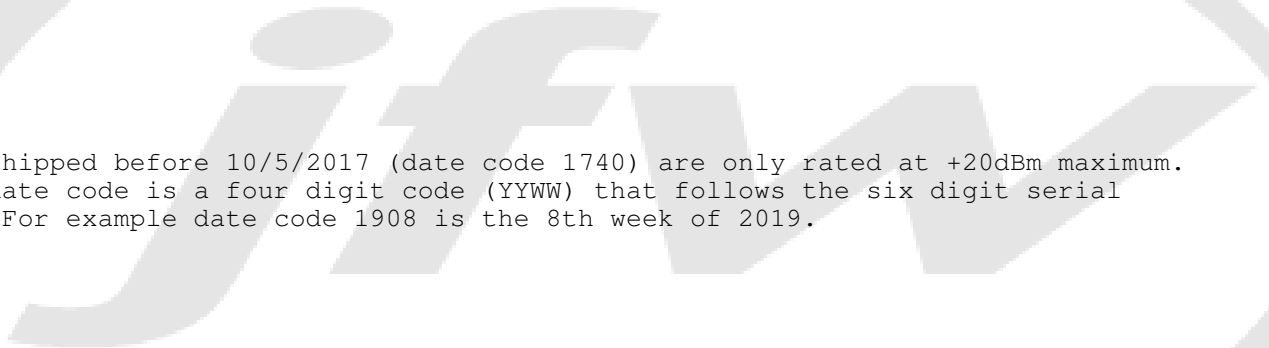 hipped before 10/5/2017 (date code 1740) are only rated at +20dBm maximum.
ate code is a four digit code (YYWW) that follows the six digit serial
For example date code 1908 is the 8th week of 2019.
jfw